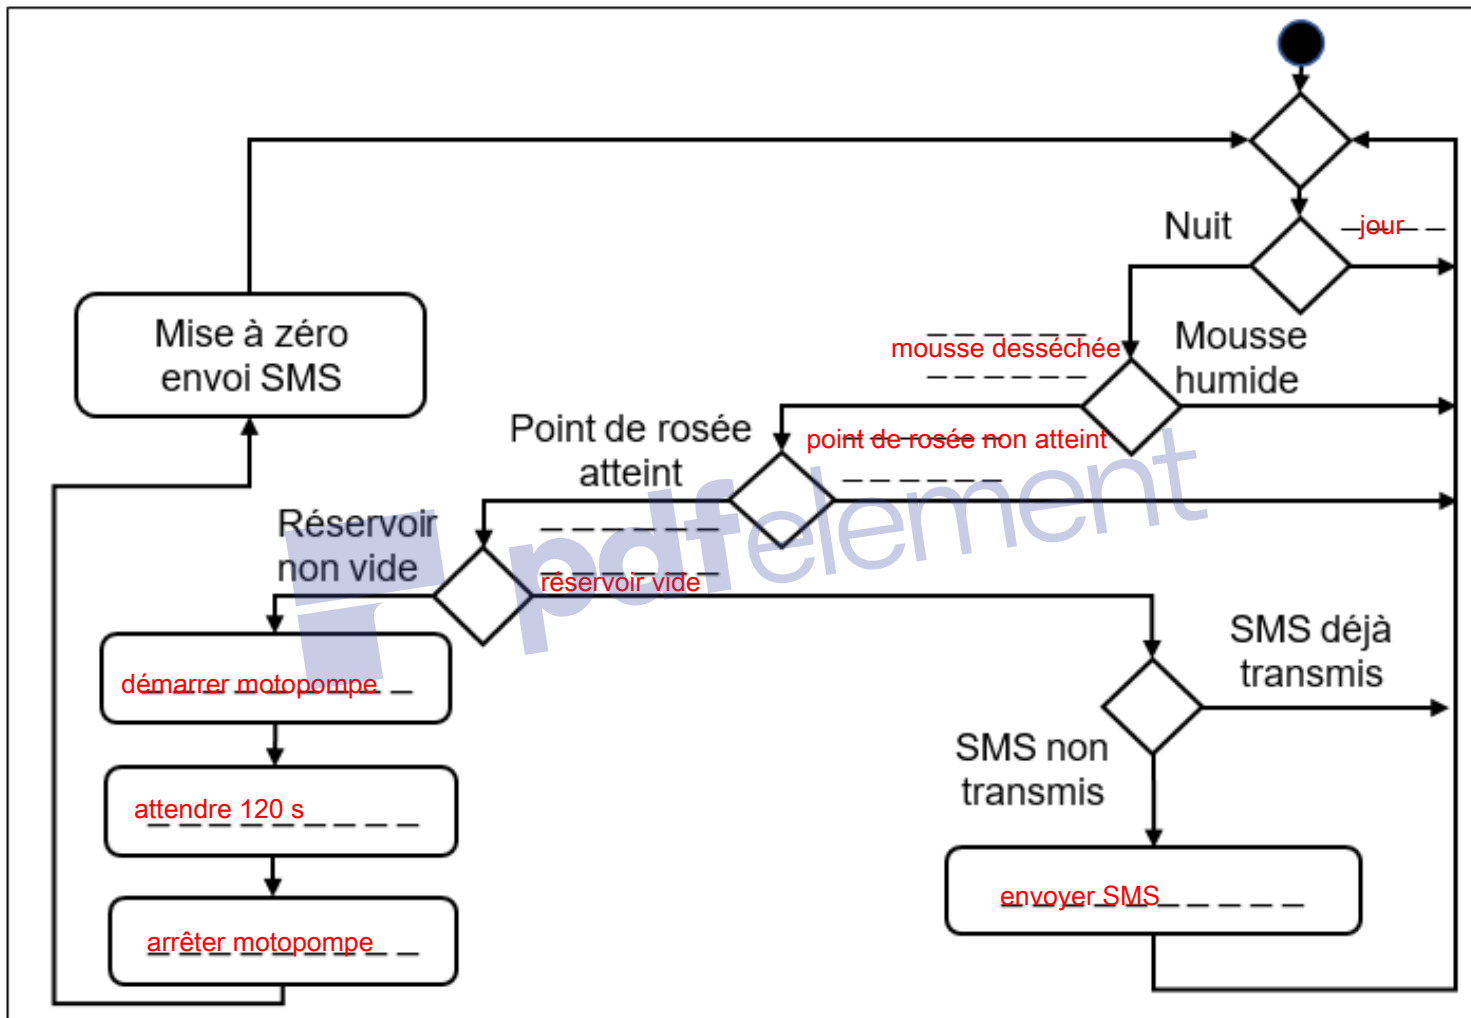 Nuit
jour
Mise à zéro
envoi SMS
mousse desséchée
Mousse
humide
Point de rosée
atteint
point de rosée non atteint
pdfelement
Réservoir
non vide
réservoir vide
démarrer motopompe
attendre 120 s
arrêter motopompe
SMS déjà
transmis
SMS non
transmis
envoyer SMS